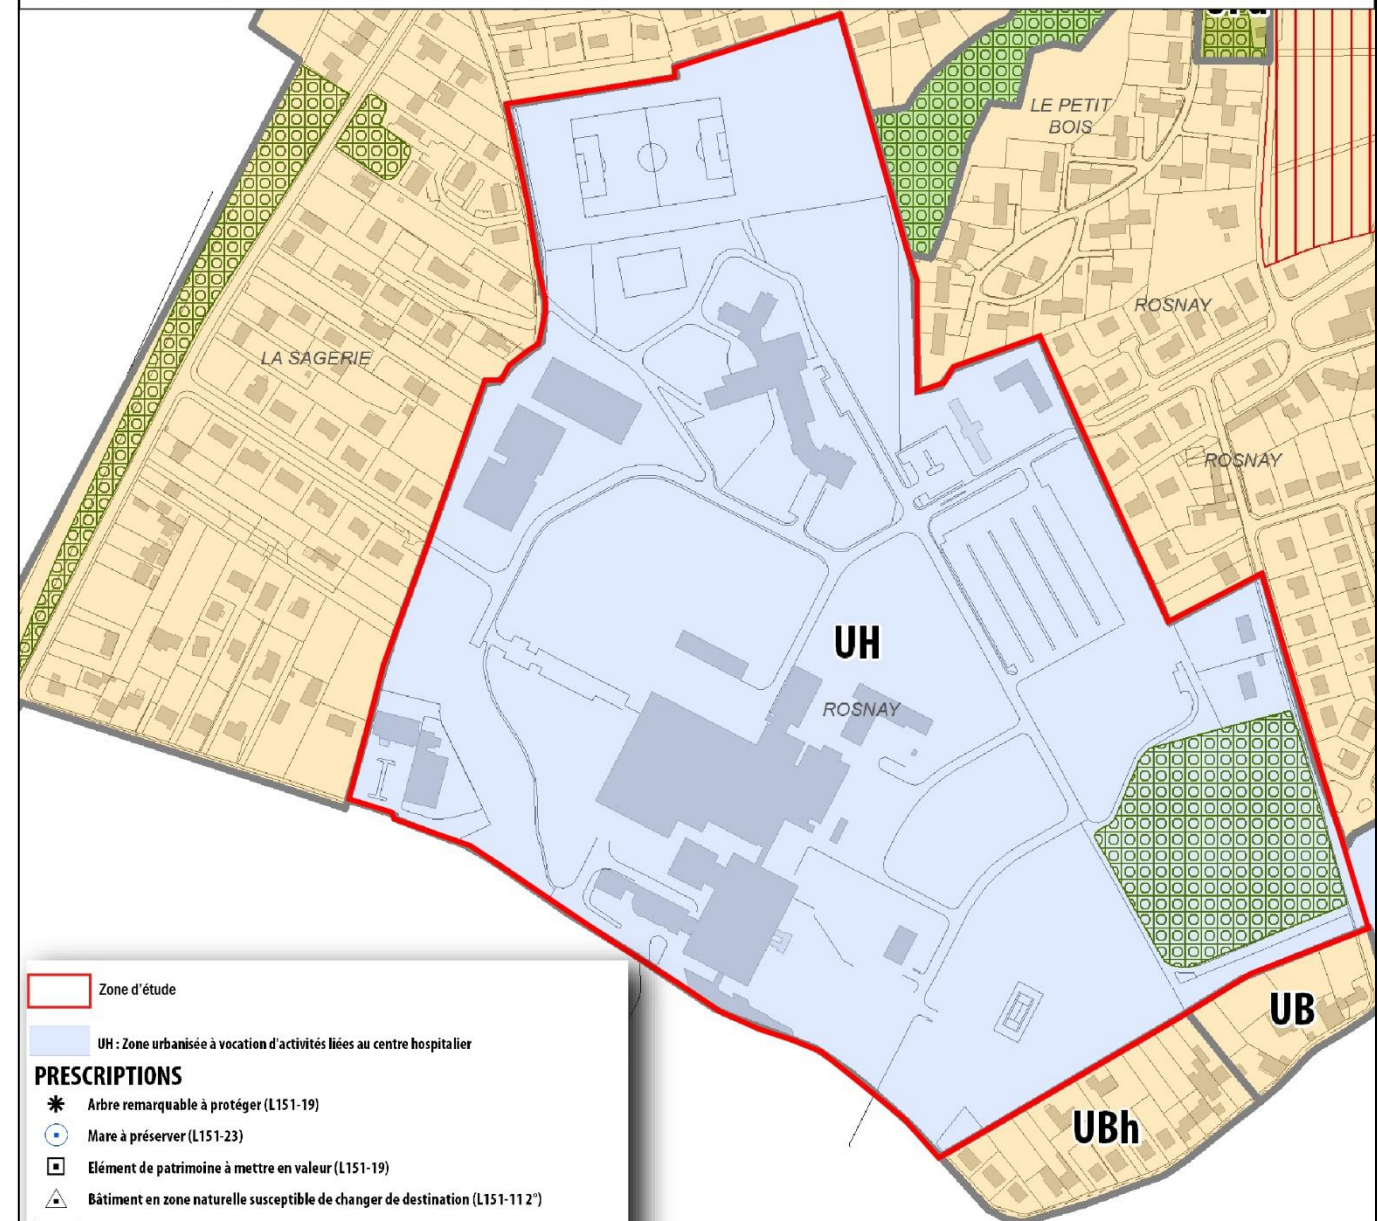 LE PETIT
BOIS
ROSNAY
LA SAGERIE
ROSNAY
UH
ROSNAY
UB
UBh
Zone d'étude
UH : Zone urbanisée à vocation d'activités liées au centre hospitalier
PRESCRIPTIONS
Arbre remarquable à protéger (L151-19)
Mare à préserver (L151-23)
Elément de patrimoine à mettre en valeur (L151-19)
Bâtiment en zone naturelle susceptible de changer de destination (L151-11 2°)